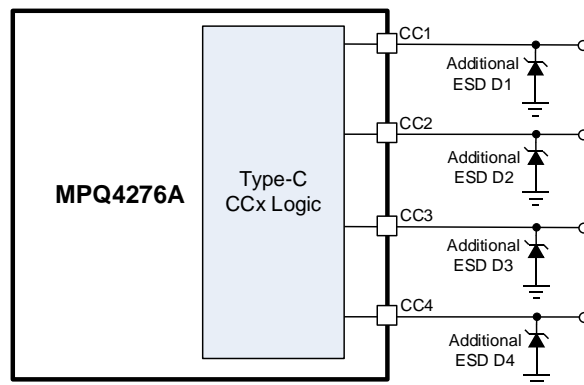 CC1
Additional
ESD D1
CC2
Additional
ESD D2
MPQ4276A
Type-C
CCx Logic
CC3
Additional
ESD D3
CC4
Additional
ESD D4